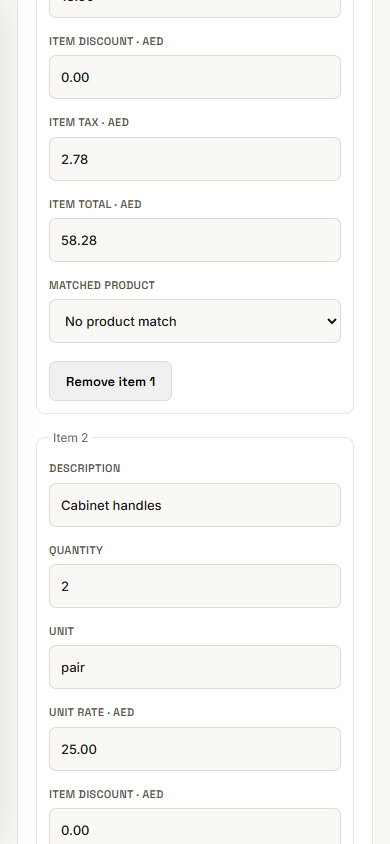 ITEM DISCOUNT · AED
0.00
ITEM TAX · AED
2.78
ITEM TOTAL · AED
58.28
MATCHED PRODUCT
No product match
Remove item 1
Item 2
DESCRIPTION
Cabinet handles
QUANTITY
2
UNIT
pair
UNIT RATE · AED
25.00
ITEM DISCOUNT · AED
0.00